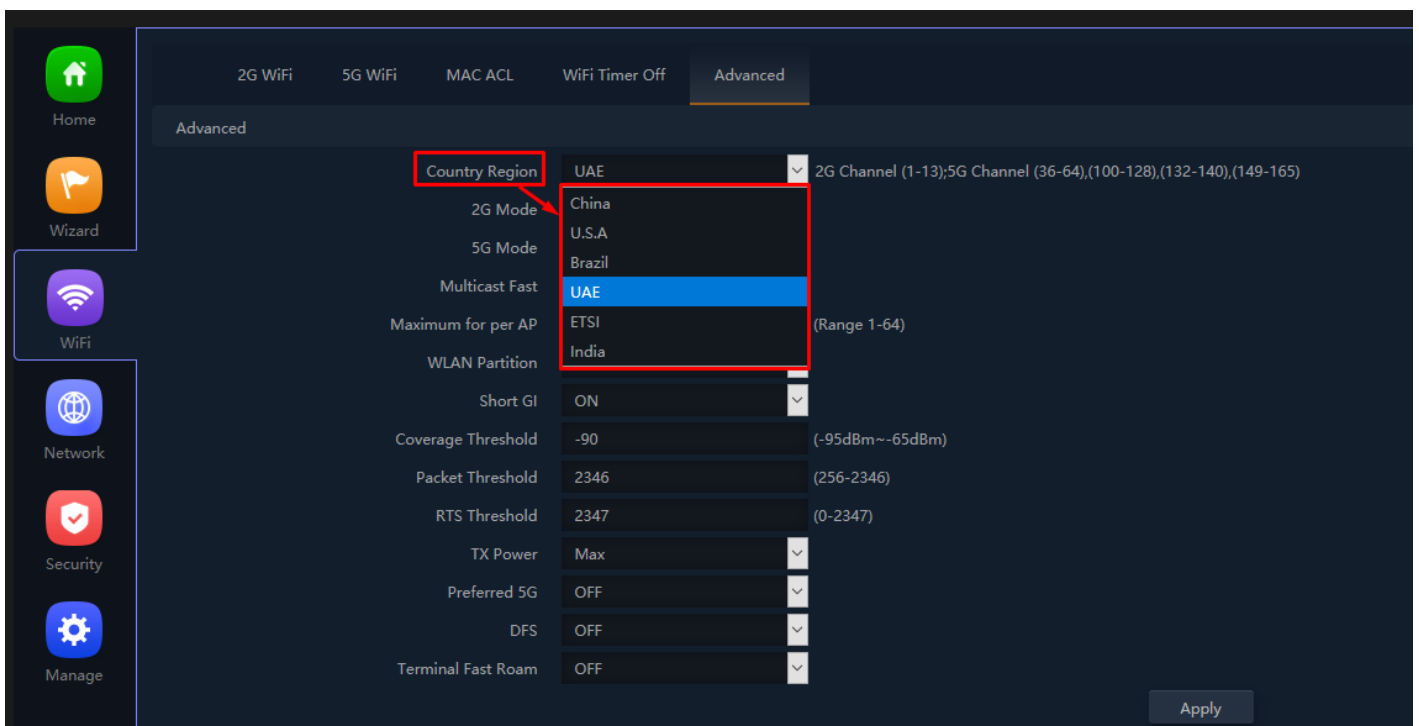 Home
Wizard
WiFi
Network
Security
Manage
2G WiFi 5G WiFi MAC ACL WiFi Timer Off Advanced
Advanced
Country Region UAE 2G Channel (1-13);5G Channel (36-64),(100-128),(132-140),(149-165)
China
U.S.A
Brazil
UAE
ETSI
India
2G Mode
5G Mode
Multicast Fast
Maximum for per AP (Range 1-64)
WLAN Partition
Short GI ON
Coverage Threshold -90 (-95dBm~-65dBm)
Packet Threshold 2346 (256-2346)
RTS Threshold 2347 (0-2347)
TX Power Max
Preferred 5G OFF
DFS OFF
Terminal Fast Roam OFF
Apply